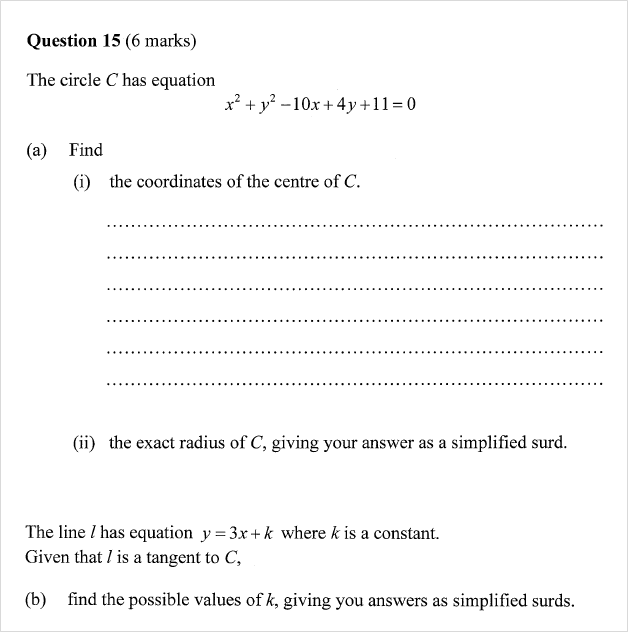 Question 15 (6 marks)
The circle C has equation
x² + y² − 10x + 4y + 11 = 0
(a) Find
(i) the coordinates of the centre of C.
(ii) the exact radius of C, giving your answer as a simplified surd.
The line l has equation y = 3x + k where k is a constant.
Given that l is a tangent to C,
(b) find the possible values of k, giving you answers as simplified surds.